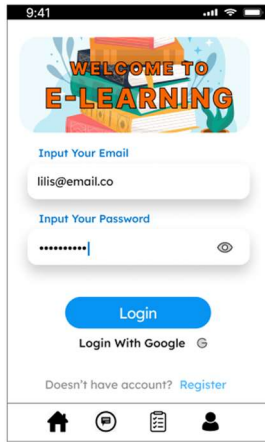 9:41
WELCOME TO
E-LEARNING
Input Your Email
lilis@email.co
Input Your Password
••••••••••
Login
Login With Google G
Doesn't have account? Register